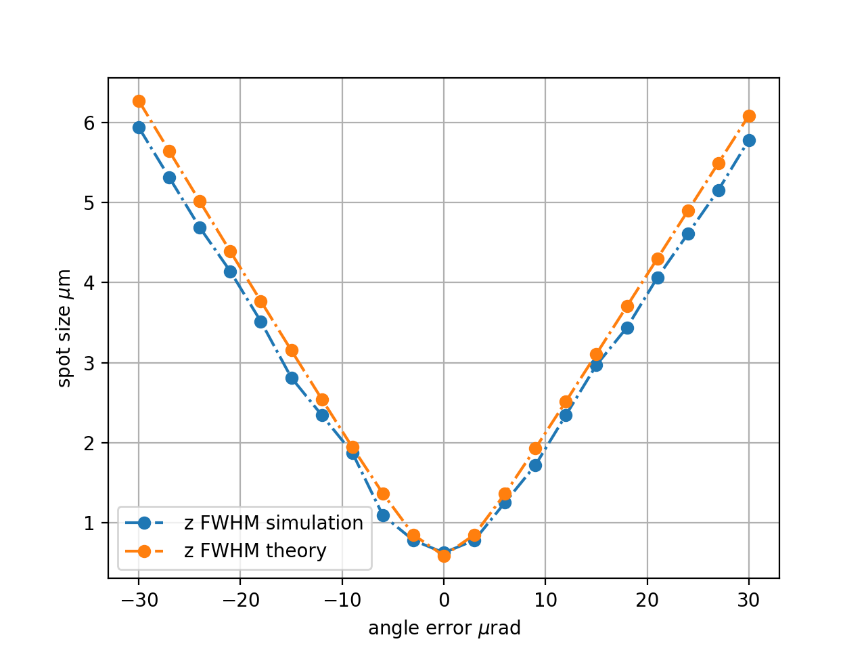 6
5
4
3
2
1
spot size μm
z FWHM simulation
z FWHM theory
−30 −20 −10 0 10 20 30
angle error μrad